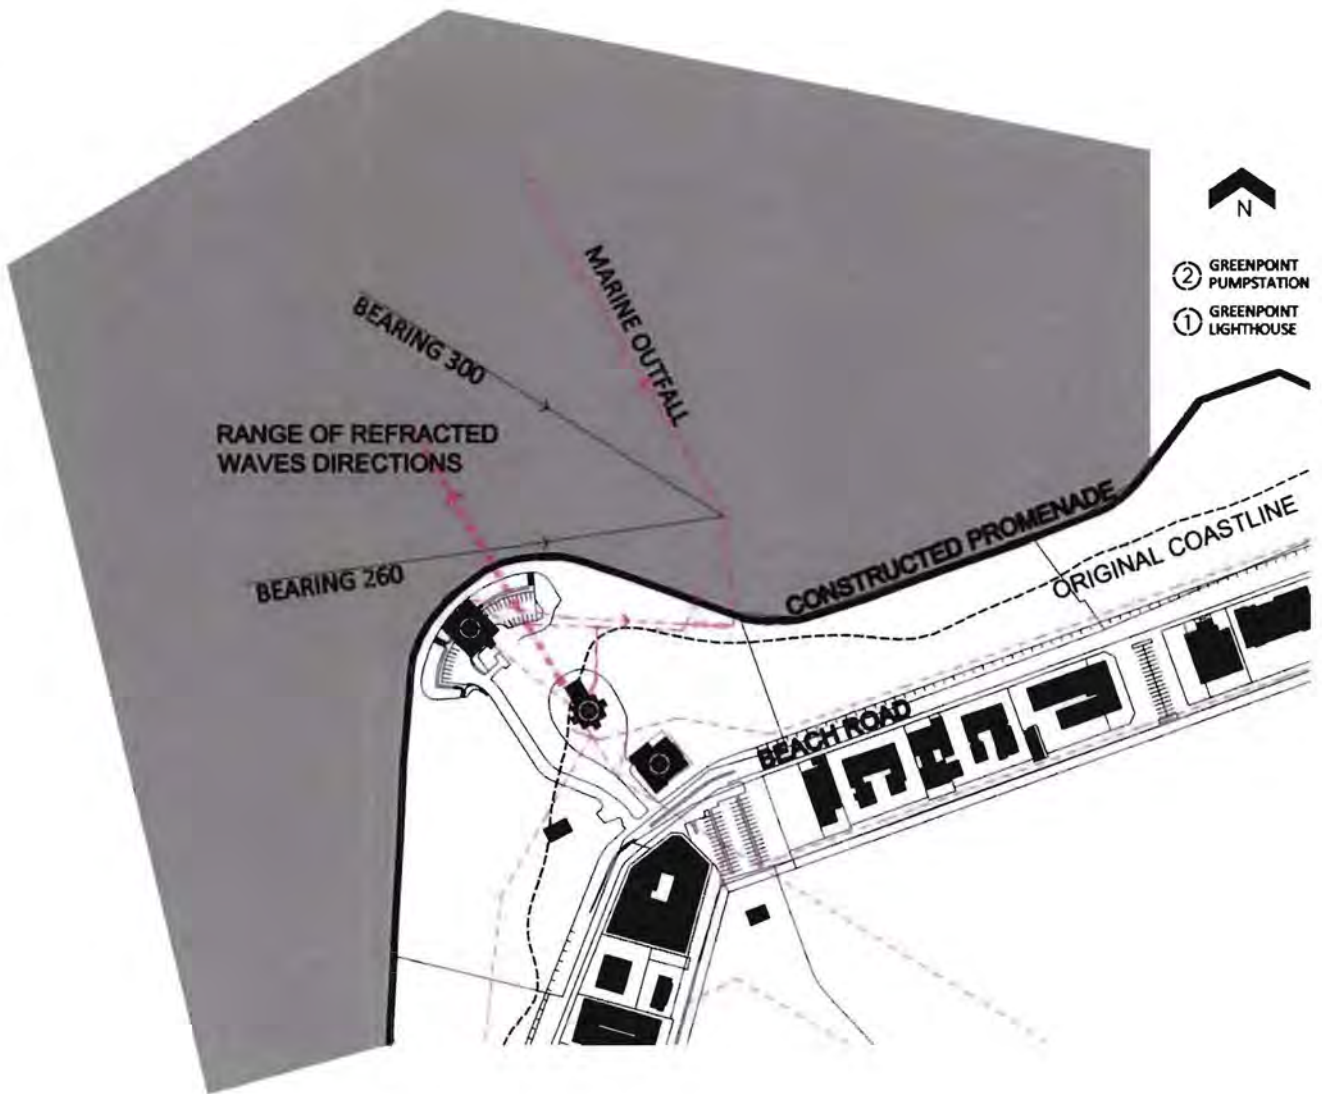 N
2 GREENPOINT
PUMPSTATION
1 GREENPOINT
LIGHTHOUSE
MARINE OUTFALL
BEARING 300
RANGE OF REFRACTED
WAVES DIRECTIONS
BEARING 260
CONSTRUCTED PROMENADE
ORIGINAL COASTLINE
BEACH ROAD